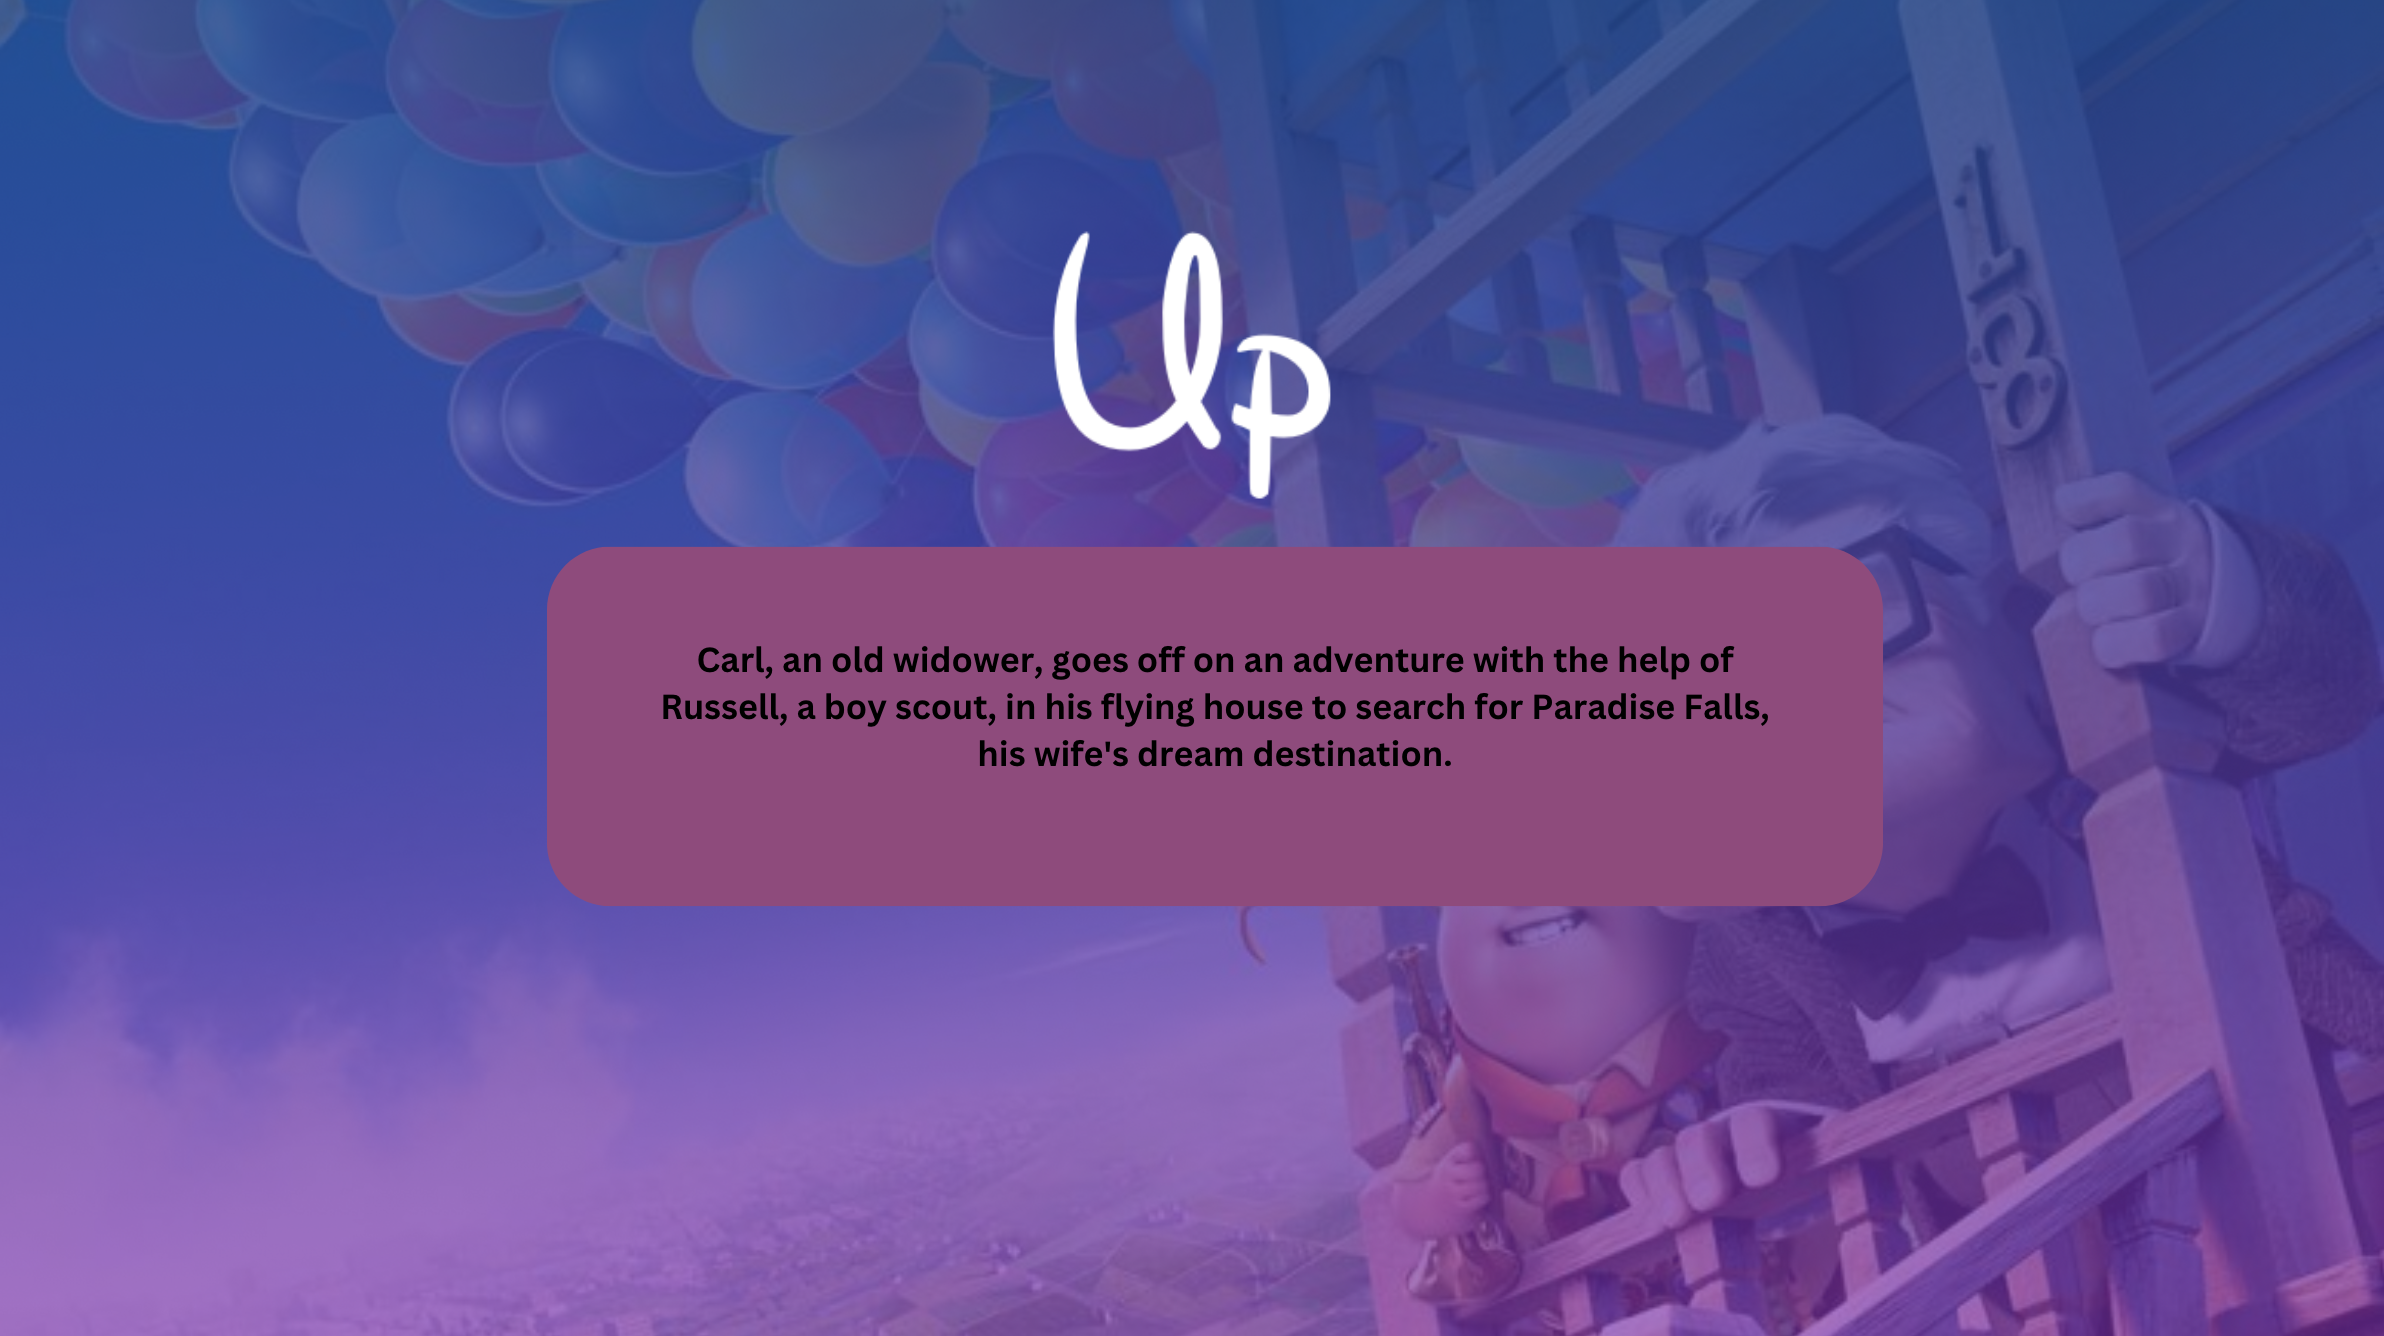 Up
138
Carl, an old widower, goes off on an adventure with the help of
Russell, a boy scout, in his flying house to search for Paradise Falls,
his wife's dream destination.